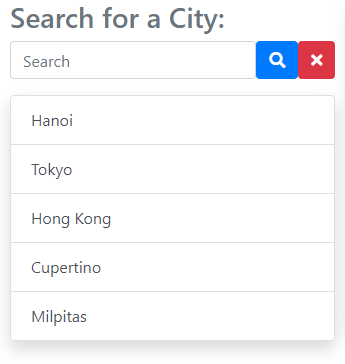 Search for a City:
Search
Hanoi
Tokyo
Hong Kong
Cupertino
Milpitas